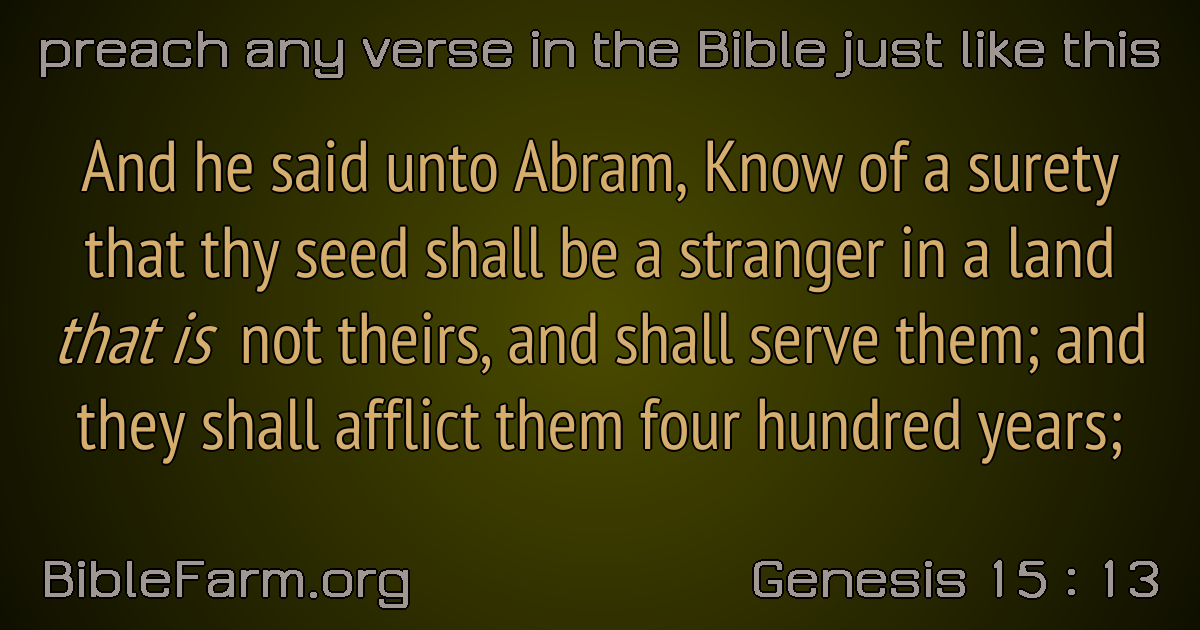 preach any verse in the Bible just like this
And he said unto Abram, Know of a surety
that thy seed shall be a stranger in a land
that is not theirs, and shall serve them; and
they shall afflict them four hundred years;
BibleFarm.org
Genesis 15 : 13